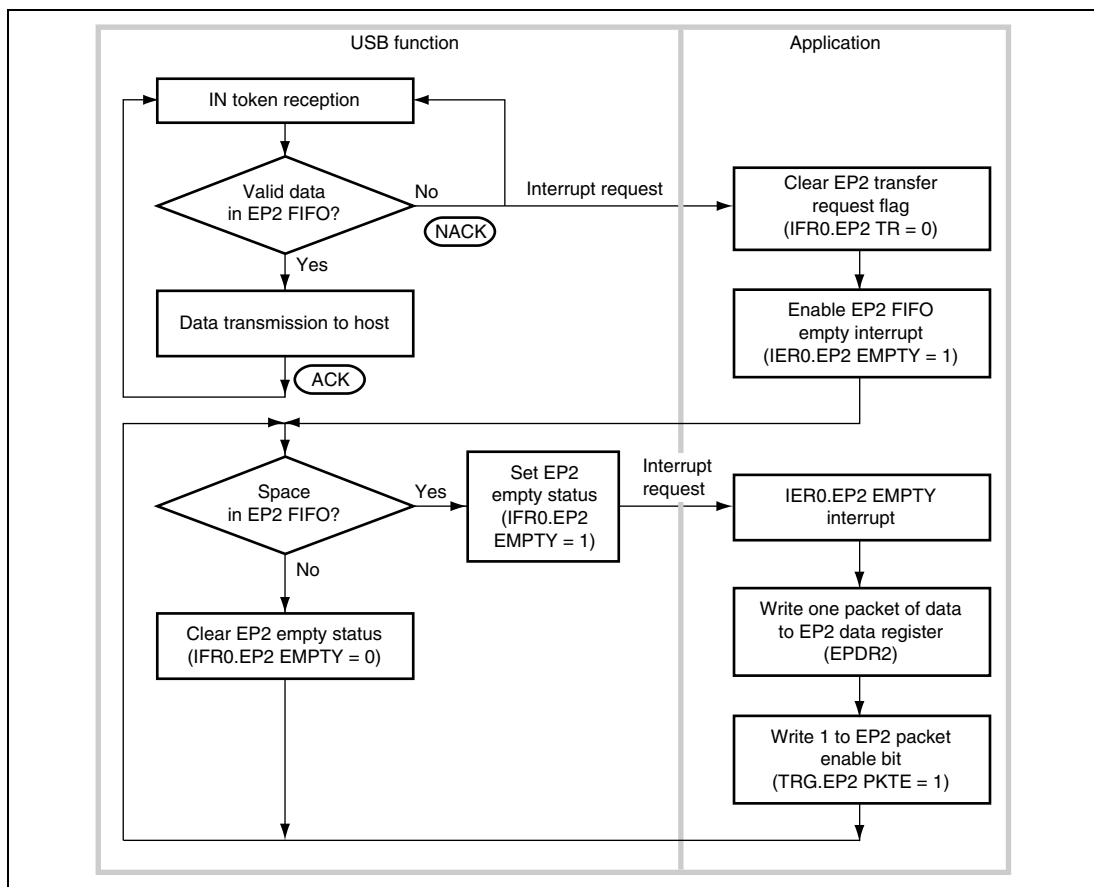 USB function
Application
IN token reception
Valid data
in EP2 FIFO?
No
NACK
Interrupt request
Clear EP2 transfer
request flag
(IFR0.EP2 TR = 0)
Yes
Data transmission to host
ACK
Enable EP2 FIFO
empty interrupt
(IER0.EP2 EMPTY = 1)
Space
in EP2 FIFO?
Yes
Set EP2
empty status
(IFR0.EP2
EMPTY = 1)
Interrupt
request
IER0.EP2 EMPTY
interrupt
No
Clear EP2 empty status
(IFR0.EP2 EMPTY = 0)
Write one packet of data
to EP2 data register
(EPDR2)
Write 1 to EP2 packet
enable bit
(TRG.EP2 PKTE = 1)